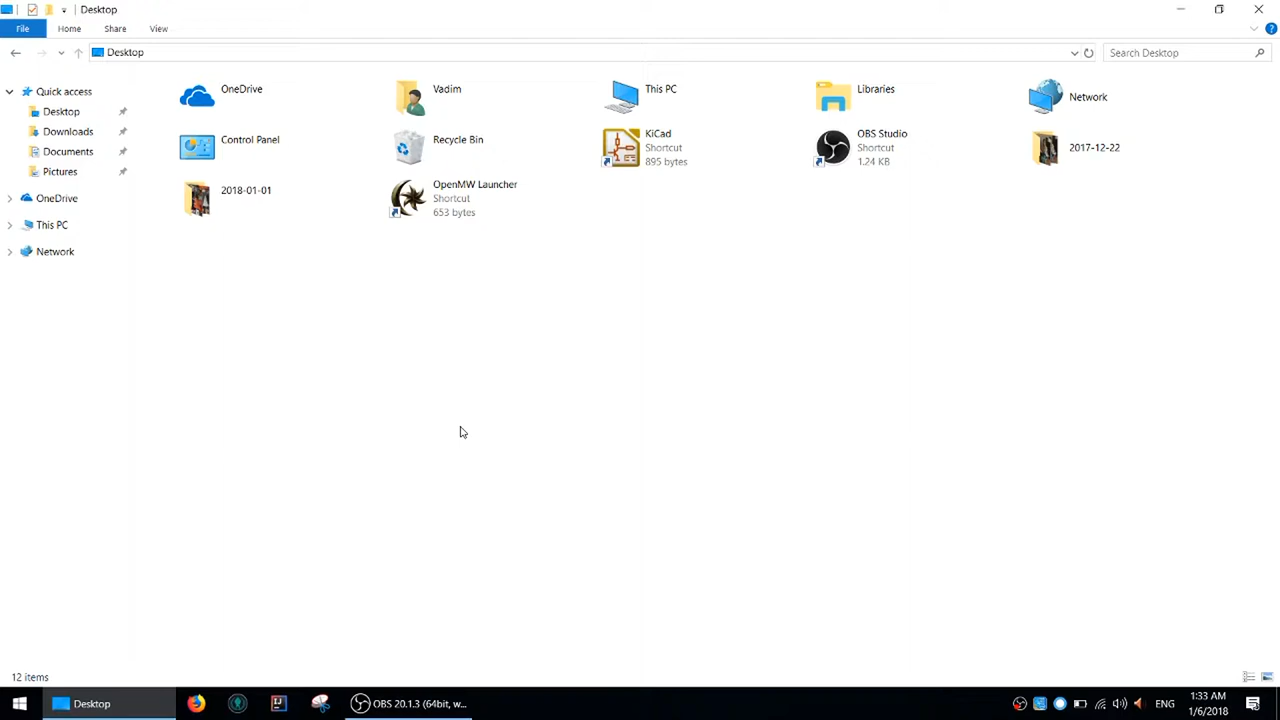 Desktop
File
Home
Share
View
Desktop
Search Desktop
Quick access
Desktop
Downloads
Documents
Pictures
OneDrive
This PC
Network
OneDrive
Vadim
This PC
Libraries
Network
Control Panel
Recycle Bin
KiCad
Shortcut
895 bytes
OBS Studio
Shortcut
1.24 KB
2017-12-22
2018-01-01
OpenMW Launcher
Shortcut
653 bytes
12 items
Desktop
OBS 20.1.3 (64bit, w...
ENG
1:33 AM
1/6/2018